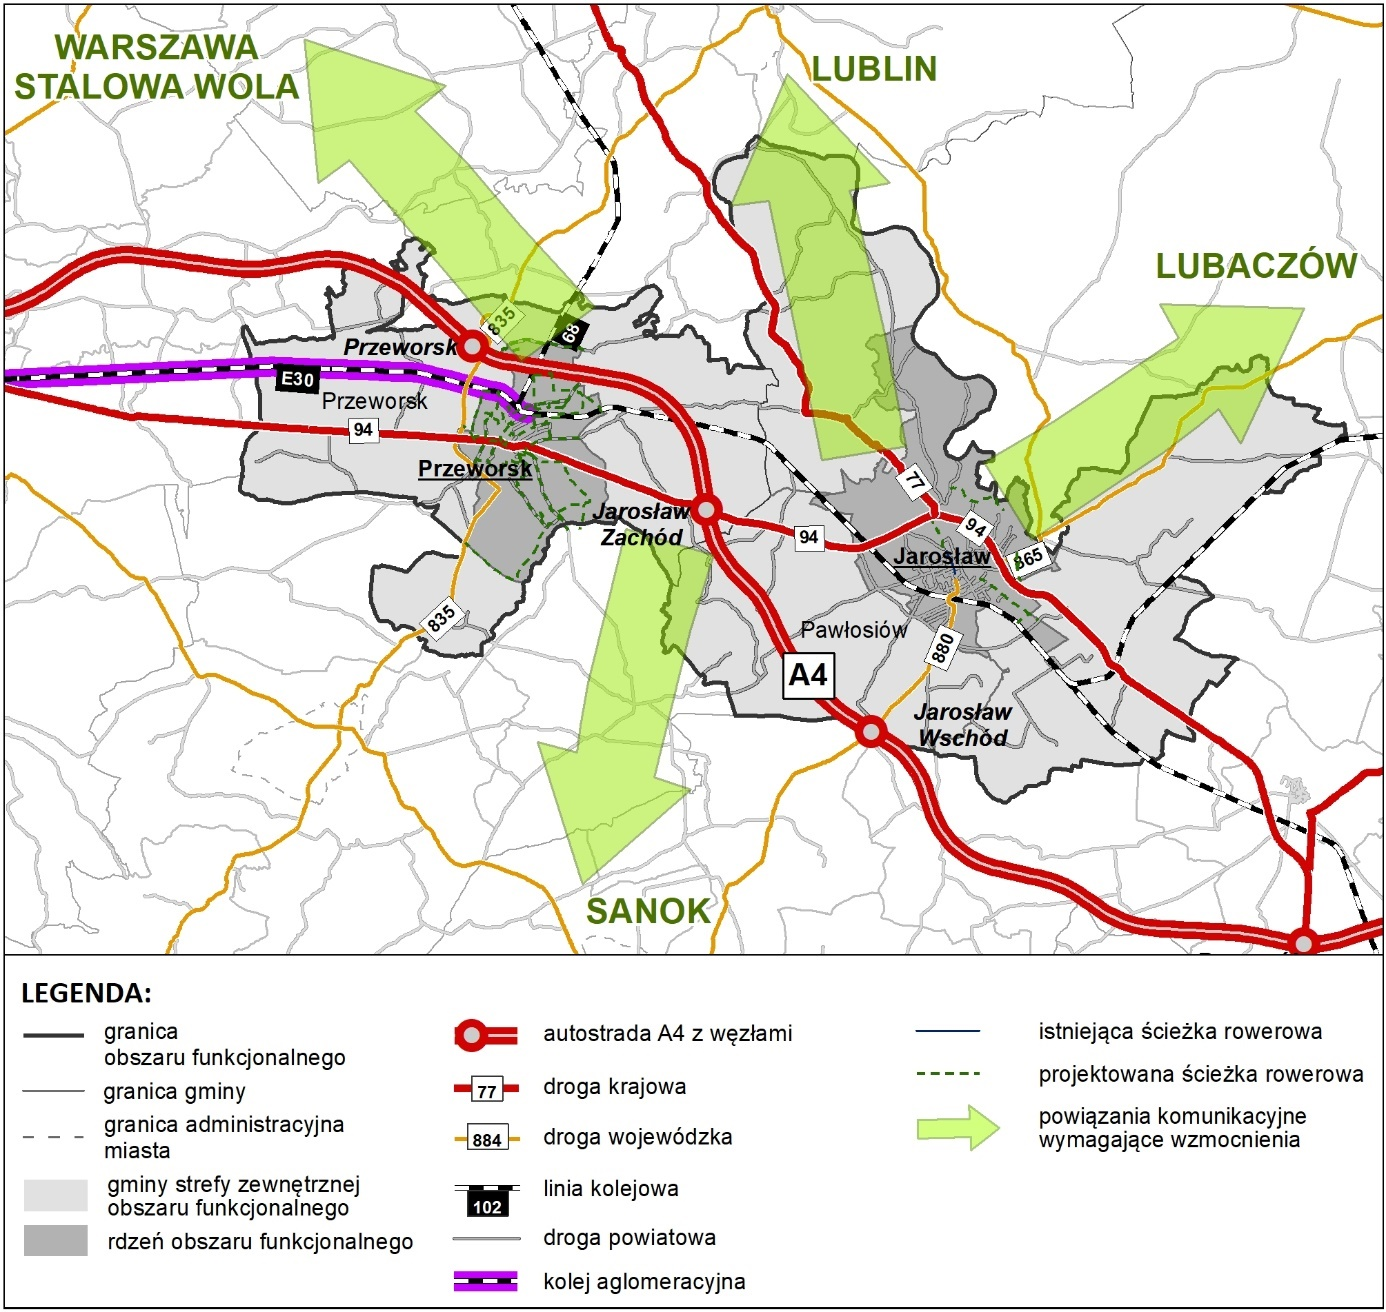 WARSZAWA
STALOWA WOLA
LUBLIN
LUBACZÓW
835
68
Przeworsk
E30
Przeworsk
94
Przeworsk
77
Jarosław
Zachód
94
94
Jarosław
865
835
Pawłosiów
880
A4
Jarosław
Wschód
SANOK
LEGENDA:
granica
obszaru funkcjonalnego
granica gminy
granica administracyjna
miasta
gminy strefy zewnętrznej
obszaru funkcjonalnego
rdzeń obszaru funkcjonalnego
autostrada A4 z węzłami
77
droga krajowa
884
droga wojewódzka
linia kolejowa
102
droga powiatowa
kolej aglomeracyjna
istniejąca ścieżka rowerowa
projektowana ścieżka rowerowa
powiązania komunikacyjne
wymagające wzmocnienia